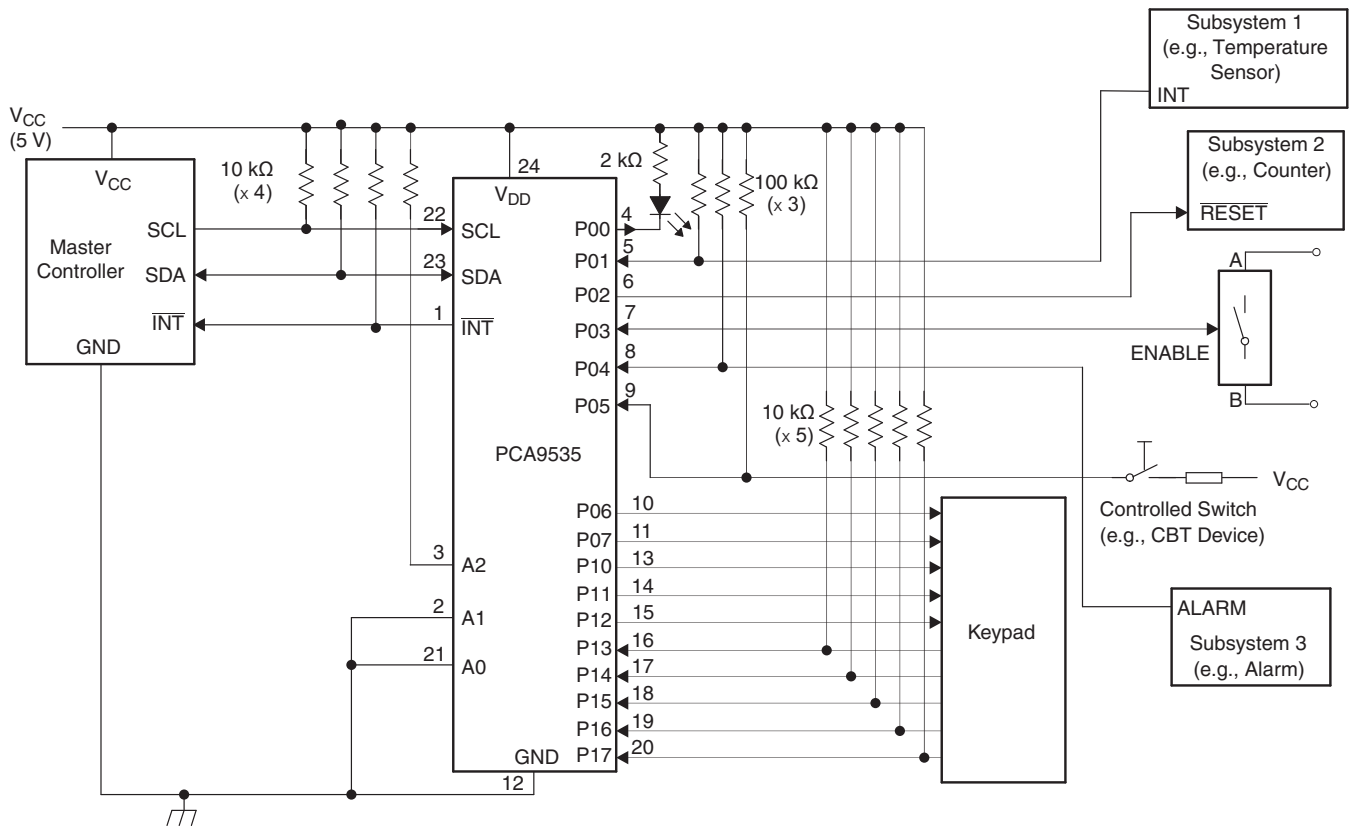 Subsystem 1
(e.g., Temperature
Sensor)
INT
VCC
(5 V)
Subsystem 2
(e.g., Counter)
RESET
VCC
10 kΩ
(x 4)
24
VDD
2 kΩ
100 kΩ
(x 3)
Master
Controller
SCL
SDA
INT
GND
22
SCL
23
SDA
1
INT
P00
4
P01
5
P02
6
P03
7
P04
8
P05
9
A
ENABLE
B
10 kΩ
(x 5)
PCA9535
VCC
Controlled Switch
(e.g., CBT Device)
P06
10
P07
11
P10
13
P11
14
P12
15
P13
16
P14
17
P15
18
P16
19
P17
20
3
A2
2
A1
21
A0
GND
12
Keypad
ALARM
Subsystem 3
(e.g., Alarm)